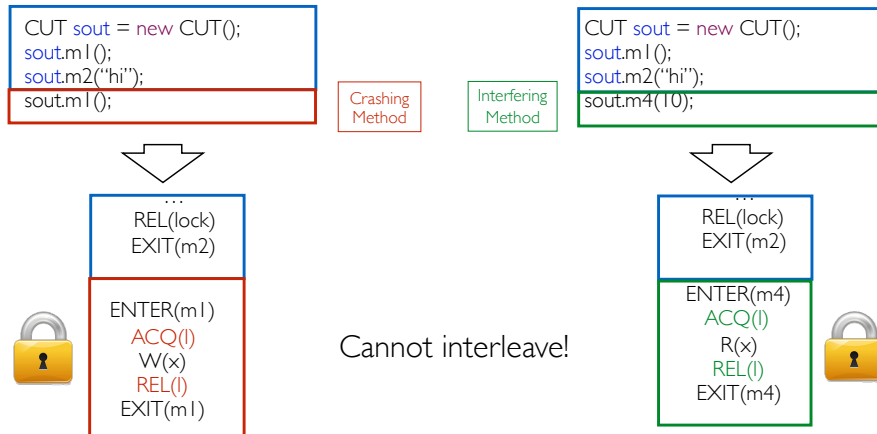 CUT sout = new CUT();
sout.m1();
sout.m2(“hi”);
sout.m1();
Crashing
Method
Interfering
Method
CUT sout = new CUT();
sout.m1();
sout.m2(“hi”);
sout.m4(10);
...
REL(lock)
EXIT(m2)
ENTER(m1)
ACQ(l)
W(x)
REL(l)
EXIT(m1)
Cannot interleave!
...
REL(lock)
EXIT(m2)
ENTER(m4)
ACQ(l)
R(x)
REL(l)
EXIT(m4)